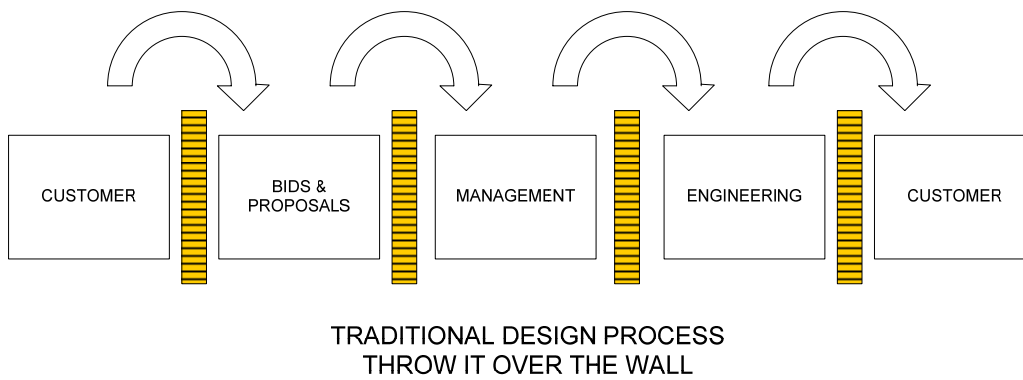 CUSTOMER
BIDS &
PROPOSALS
MANAGEMENT
ENGINEERING
CUSTOMER
TRADITIONAL DESIGN PROCESS
THROW IT OVER THE WALL